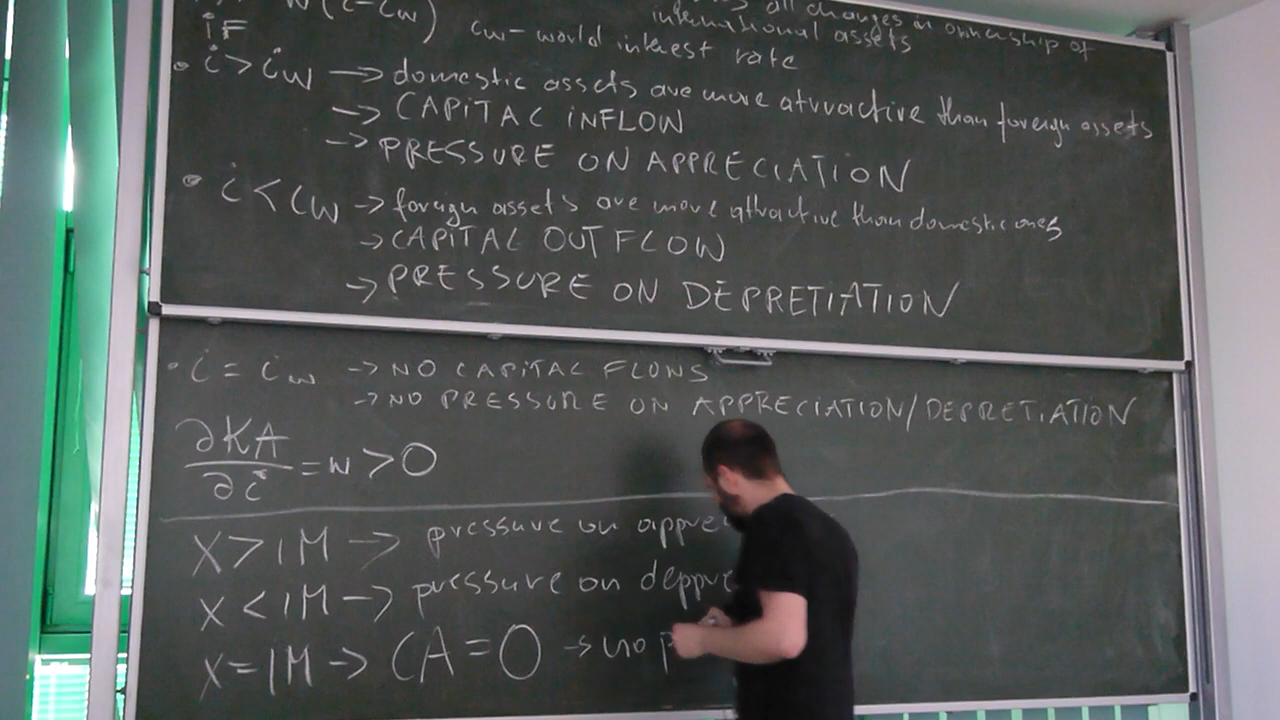 (i-iw) all changes in ownership of
IF iw - world interest rate international assets
• i > iw → domestic assets are more attractive than foreign assets
→ CAPITAL INFLOW
→ PRESSURE ON APPRECIATION
• i < iw → foreign assets are more attractive than domestic ones
→ CAPITAL OUTFLOW
→ PRESSURE ON DEPRETIATION
• i = iw → NO CAPITAL FLOWS
→ NO PRESSURE ON APPRECIATION/DEPRETIATION
∂KA/∂i = w > 0
X > IM → pressure on appre
X < IM → pressure on deppre
X = IM → CA = 0 → no p